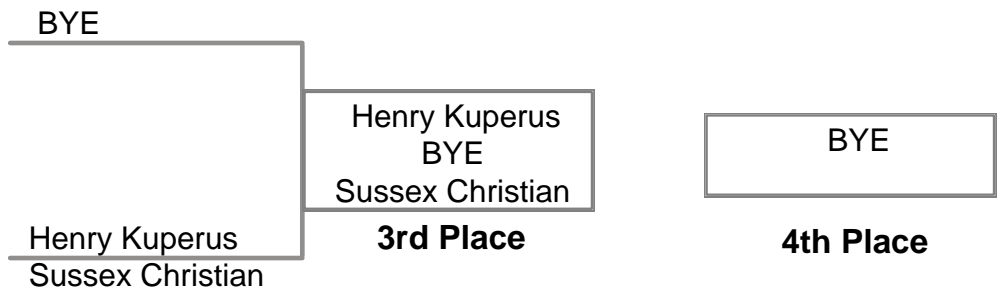 BYE
Henry Kuperus
BYE
Sussex Christian
3rd Place
BYE
4th Place
Henry Kuperus
Sussex Christian